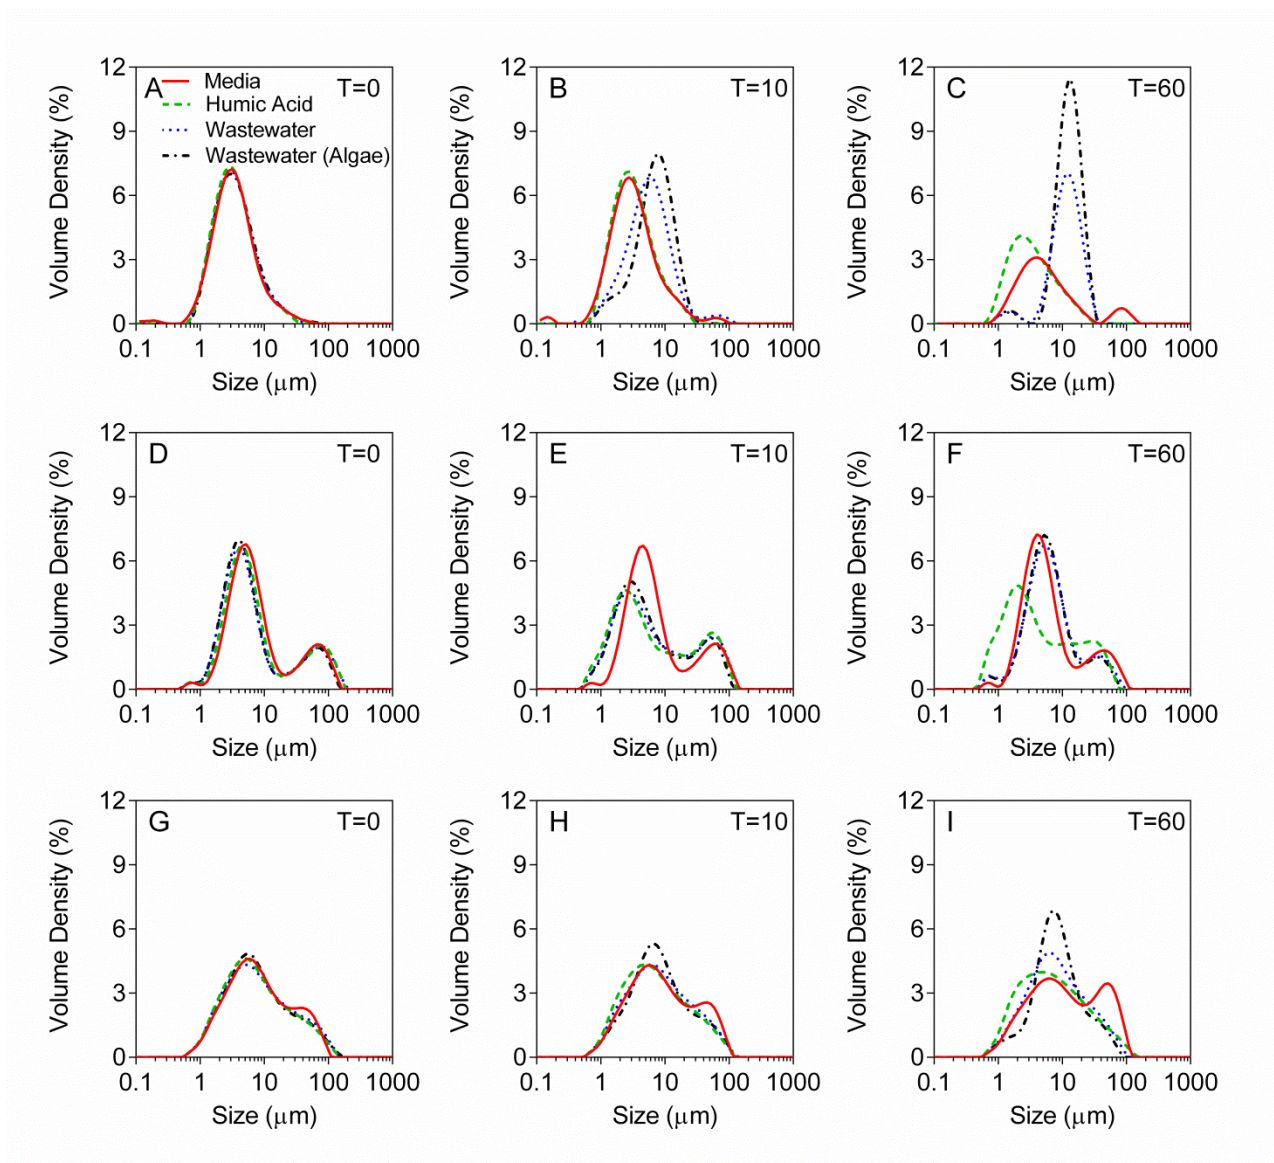 12
A
Media
T=0
Humic Acid
Wastewater
Wastewater (Algae)
9
6
3
0
Volume Density (%)
0.1 1 10 100 1000
Size (μm)
12
B
T=10
9
6
3
0
Volume Density (%)
0.1 1 10 100 1000
Size (μm)
12
C
T=60
9
6
3
0
Volume Density (%)
0.1 1 10 100 1000
Size (μm)
12
D
T=0
9
6
3
0
Volume Density (%)
0.1 1 10 100 1000
Size (μm)
12
E
T=10
9
6
3
0
Volume Density (%)
0.1 1 10 100 1000
Size (μm)
12
F
T=60
9
6
3
0
Volume Density (%)
0.1 1 10 100 1000
Size (μm)
12
G
T=0
9
6
3
0
Volume Density (%)
0.1 1 10 100 1000
Size (μm)
12
H
T=10
9
6
3
0
Volume Density (%)
0.1 1 10 100 1000
Size (μm)
12
I
T=60
9
6
3
0
Volume Density (%)
0.1 1 10 100 1000
Size (μm)